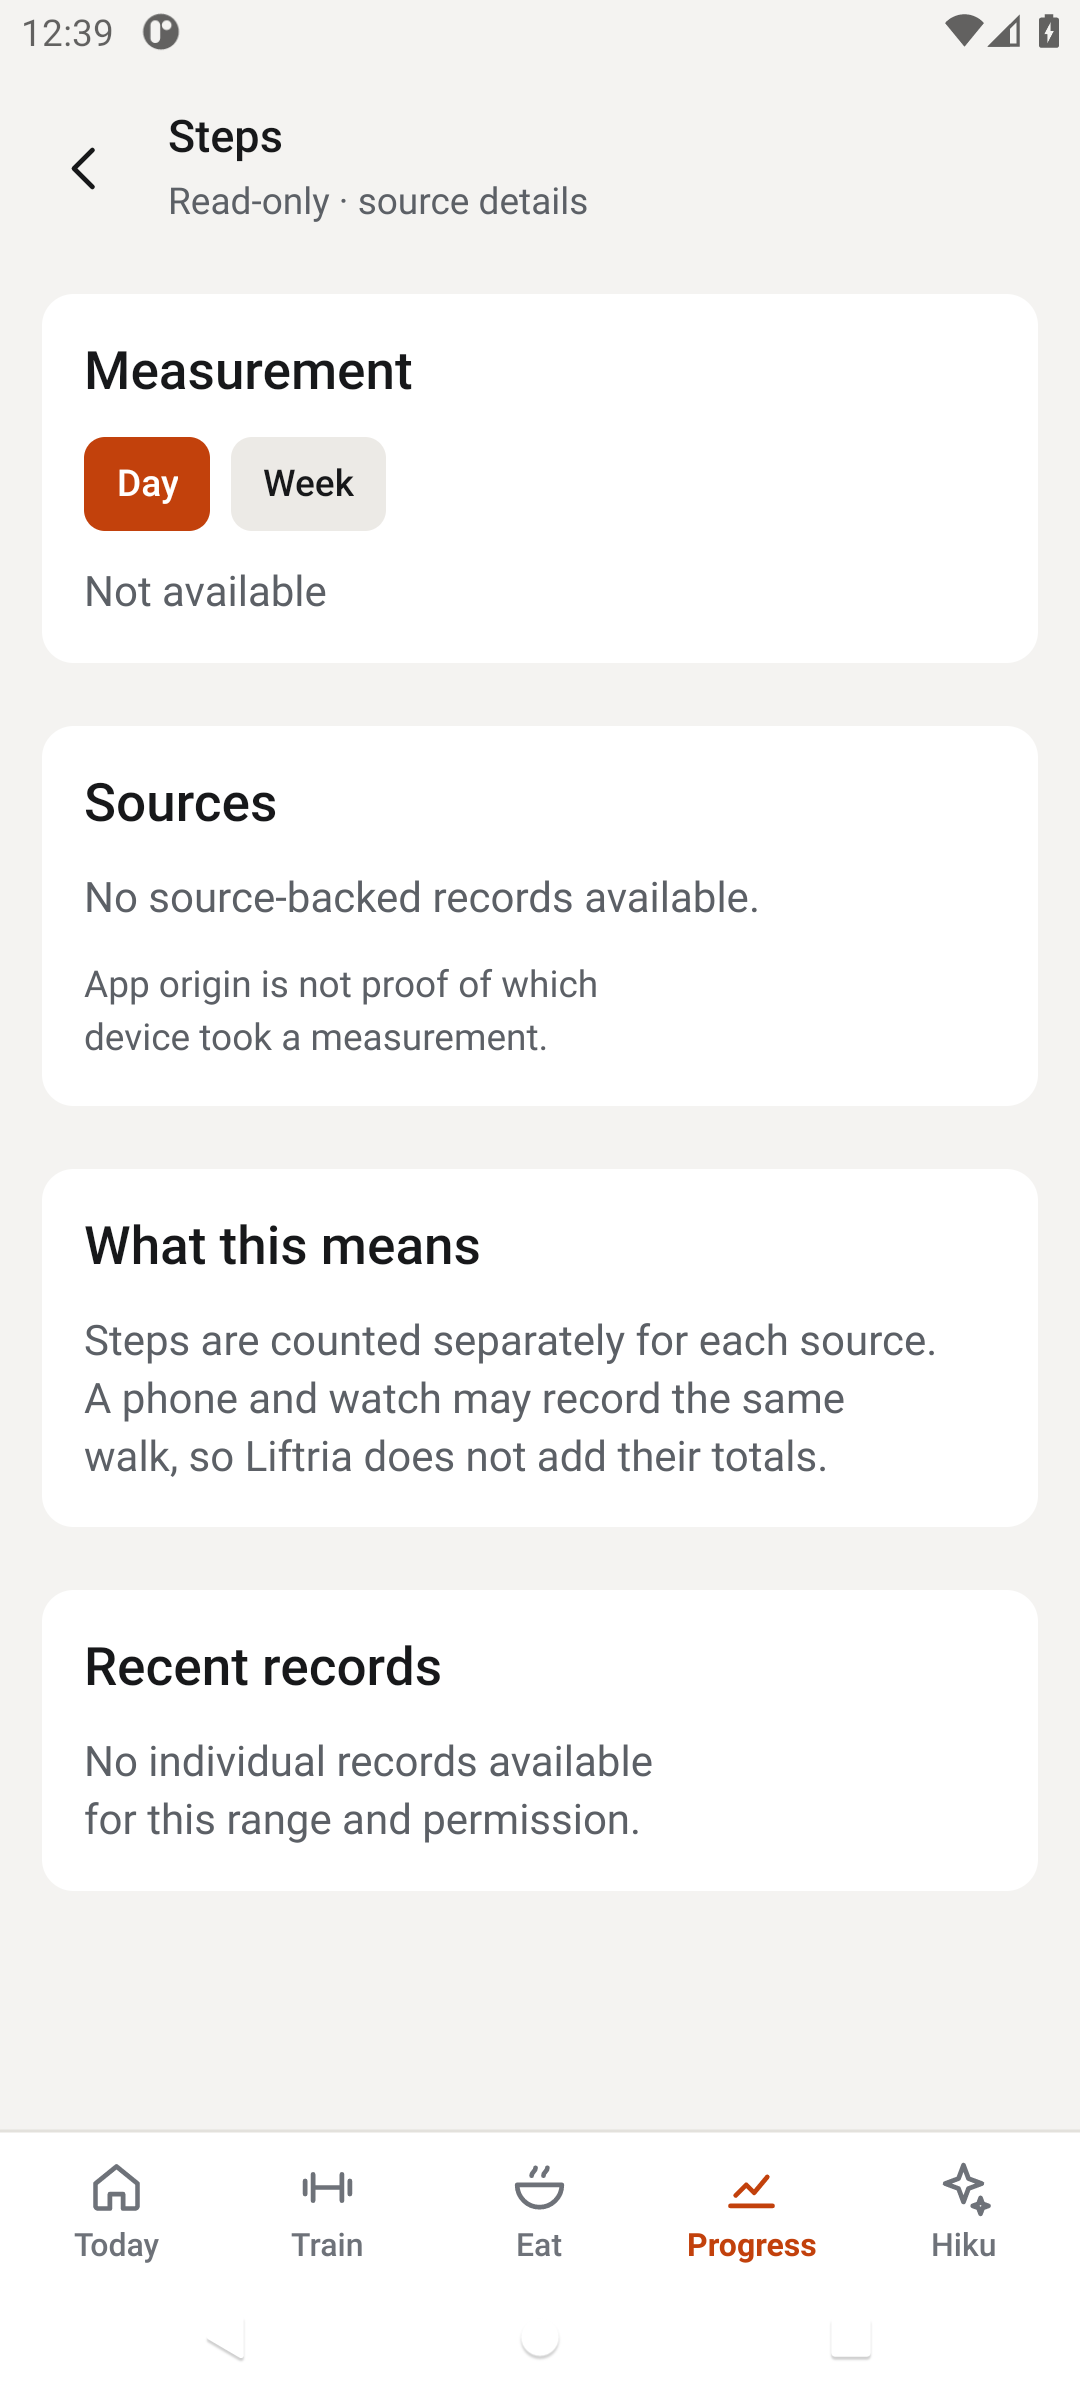 12:39
Steps
Read-only · source details
Measurement
Day
Week
Not available
Sources
No source-backed records available.
App origin is not proof of which
device took a measurement.
What this means
Steps are counted separately for each source.
A phone and watch may record the same
walk, so Liftria does not add their totals.
Recent records
No individual records available
for this range and permission.
Today
Train
Eat
Progress
Hiku